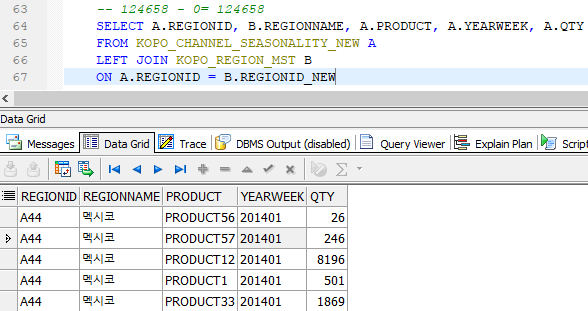 63 -- 124658 - 0= 124658
64 SELECT A.REGIONID, B.REGIONNAME, A.PRODUCT, A.YEARWEEK, A.QTY
65 FROM KOPO_CHANNEL_SEASONALITY_NEW A
66 LEFT JOIN KOPO_REGION_MST B
67 ON A.REGIONID = B.REGIONID_NEW
Data Grid
Messages Data Grid Trace DBMS Output (disabled) Query Viewer Explain Plan Script
REGIONID REGIONNAME PRODUCT YEARWEEK QTY
A44 멕시코 PRODUCT56 201401 26
A44 멕시코 PRODUCT57 201401 246
A44 멕시코 PRODUCT12 201401 8196
A44 멕시코 PRODUCT1 201401 501
A44 멕시코 PRODUCT33 201401 1869